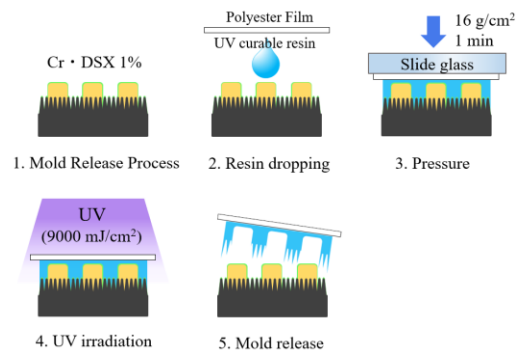 Cr・DSX 1%
1. Mold Release Process
Polyester Film
UV curable resin
2. Resin dropping
16 g/cm²
1 min
Slide glass
3. Pressure
UV
(9000 mJ/cm²)
4. UV irradiation
5. Mold release